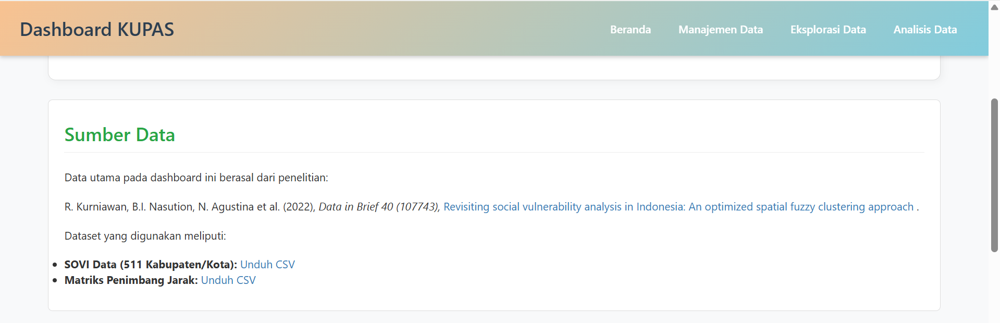 Dashboard KUPAS
Beranda
Manajemen Data
Eksplorasi Data
Analisis Data
Sumber Data
Data utama pada dashboard ini berasal dari penelitian:
R. Kurniawan, B.I. Nasution, N. Agustina et al. (2022), Data in Brief 40 (107743), Revisiting social vulnerability analysis in Indonesia: An optimized spatial fuzzy clustering approach .
Dataset yang digunakan meliputi:
• SOVI Data (511 Kabupaten/Kota): Unduh CSV
• Matriks Penimbang Jarak: Unduh CSV